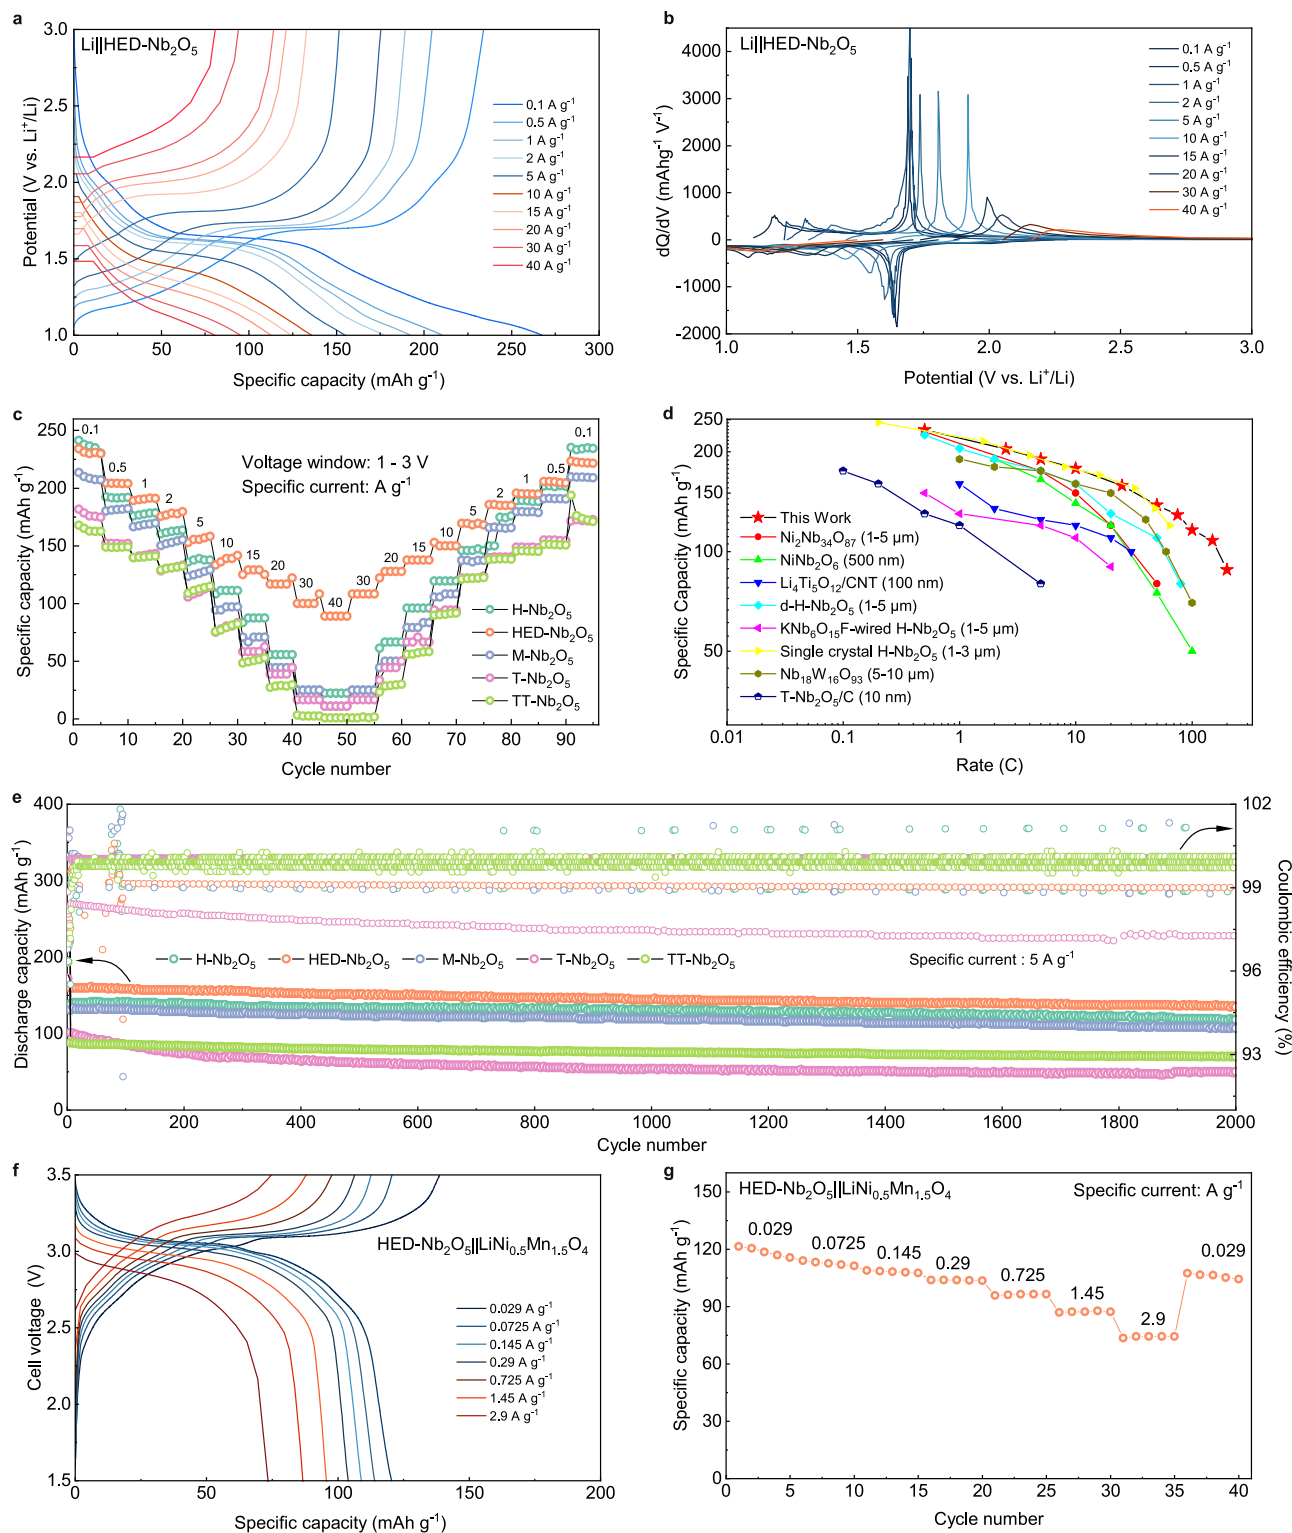 a
Li||HED-Nb₂O₅
Potential (V vs. Li⁺/Li)
3.0
2.5
2.0
1.5
1.0
0.1 A g⁻¹
0.5 A g⁻¹
1 A g⁻¹
2 A g⁻¹
5 A g⁻¹
10 A g⁻¹
15 A g⁻¹
20 A g⁻¹
30 A g⁻¹
40 A g⁻¹
0 50 100 150 200 250 300
Specific capacity (mAh g⁻¹)
b
Li||HED-Nb₂O₅
dQ/dV (mAhg⁻¹ V⁻¹)
4000
3000
2000
1000
0
-1000
-2000
0.1 A g⁻¹
0.5 A g⁻¹
1 A g⁻¹
2 A g⁻¹
5 A g⁻¹
10 A g⁻¹
15 A g⁻¹
20 A g⁻¹
30 A g⁻¹
40 A g⁻¹
1.0 1.5 2.0 2.5 3.0
Potential (V vs. Li⁺/Li)
c
Specific capacity (mAh g⁻¹)
250
200
150
100
50
0
Voltage window: 1 - 3 V
Specific current: A g⁻¹
0.1 0.5 1 2 5 10 15 20 30 40 30 20 15 10 5 2 1 0.5 0.1
H-Nb₂O₅
HED-Nb₂O₅
M-Nb₂O₅
T-Nb₂O₅
TT-Nb₂O₅
0 10 20 30 40 50 60 70 80 90
Cycle number
d
Specific Capacity (mAh g⁻¹)
250
200
150
100
50
This Work
Ni₂Nb₃₄O₈₇ (1-5 µm)
NiNb₂O₆ (500 nm)
Li₄Ti₅O₁₂/CNT (100 nm)
d-H-Nb₂O₅ (1-5 µm)
KNb₆O₁₅F-wired H-Nb₂O₅ (1-5 µm)
Single crystal H-Nb₂O₅ (1-3 µm)
Nb₁₈W₁₆O₉₃ (5-10 µm)
T-Nb₂O₅/C (10 nm)
0.01 0.1 1 10 100
Rate (C)
e
Discharge capacity (mAh g⁻¹)
400
300
200
100
0
H-Nb₂O₅ HED-Nb₂O₅ M-Nb₂O₅ T-Nb₂O₅ TT-Nb₂O₅
Specific current : 5 A g⁻¹
102
99
96
93
Coulombic efficiency (%)
0 200 400 600 800 1000 1200 1400 1600 1800 2000
Cycle number
f
Cell voltage (V)
3.5
3.0
2.5
2.0
1.5
HED-Nb₂O₅||LiNi₀.₅Mn₁.₅O₄
0.029 A g⁻¹
0.0725 A g⁻¹
0.145 A g⁻¹
0.29 A g⁻¹
0.725 A g⁻¹
1.45 A g⁻¹
2.9 A g⁻¹
0 50 100 150 200
Specific capacity (mAh g⁻¹)
g
HED-Nb₂O₅||LiNi₀.₅Mn₁.₅O₄
Specific current: A g⁻¹
Specific capacity (mAh g⁻¹)
150
120
90
60
30
0
0.029 0.0725 0.145 0.29 0.725 1.45 2.9 0.029
0 5 10 15 20 25 30 35 40
Cycle number